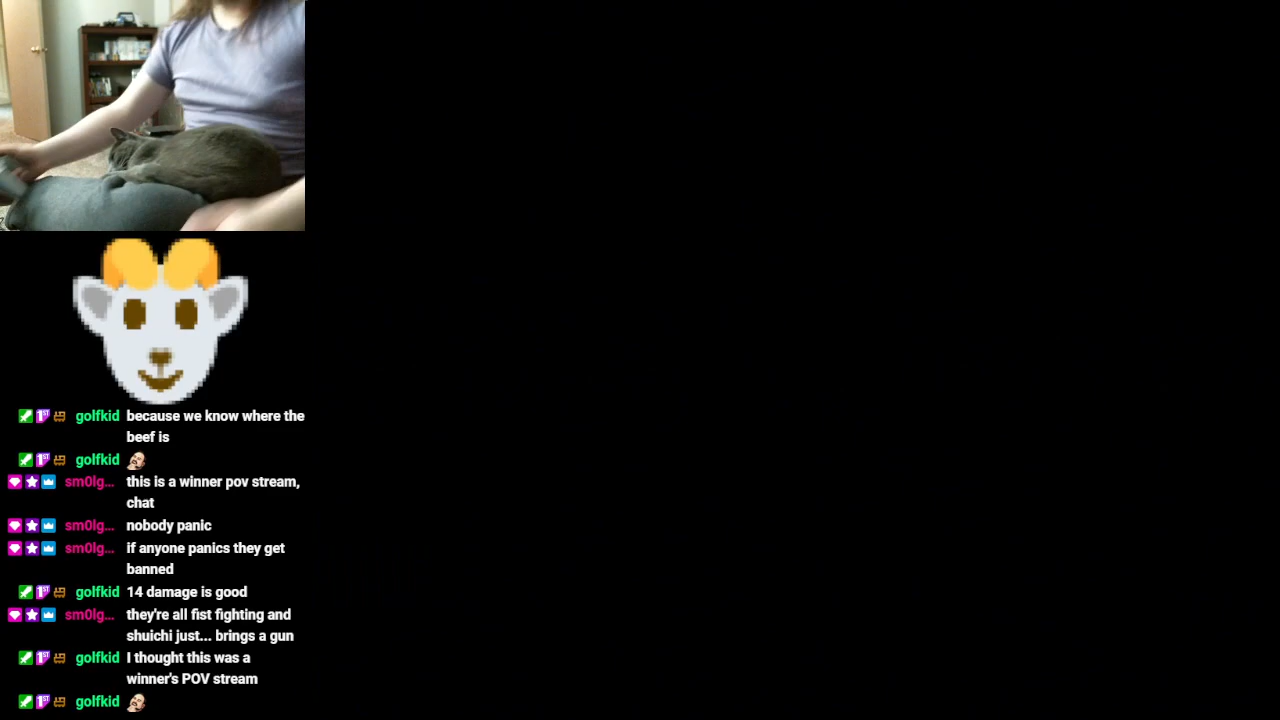 golfkid because we know where the
beef is
golfkid
sm0lg... this is a winner pov stream,
chat
sm0lg... nobody panic
sm0lg... if anyone panics they get
banned
golfkid 14 damage is good
sm0lg... they're all fist fighting and
shuichi just... brings a gun
golfkid I thought this was a
winner's POV stream
golfkid